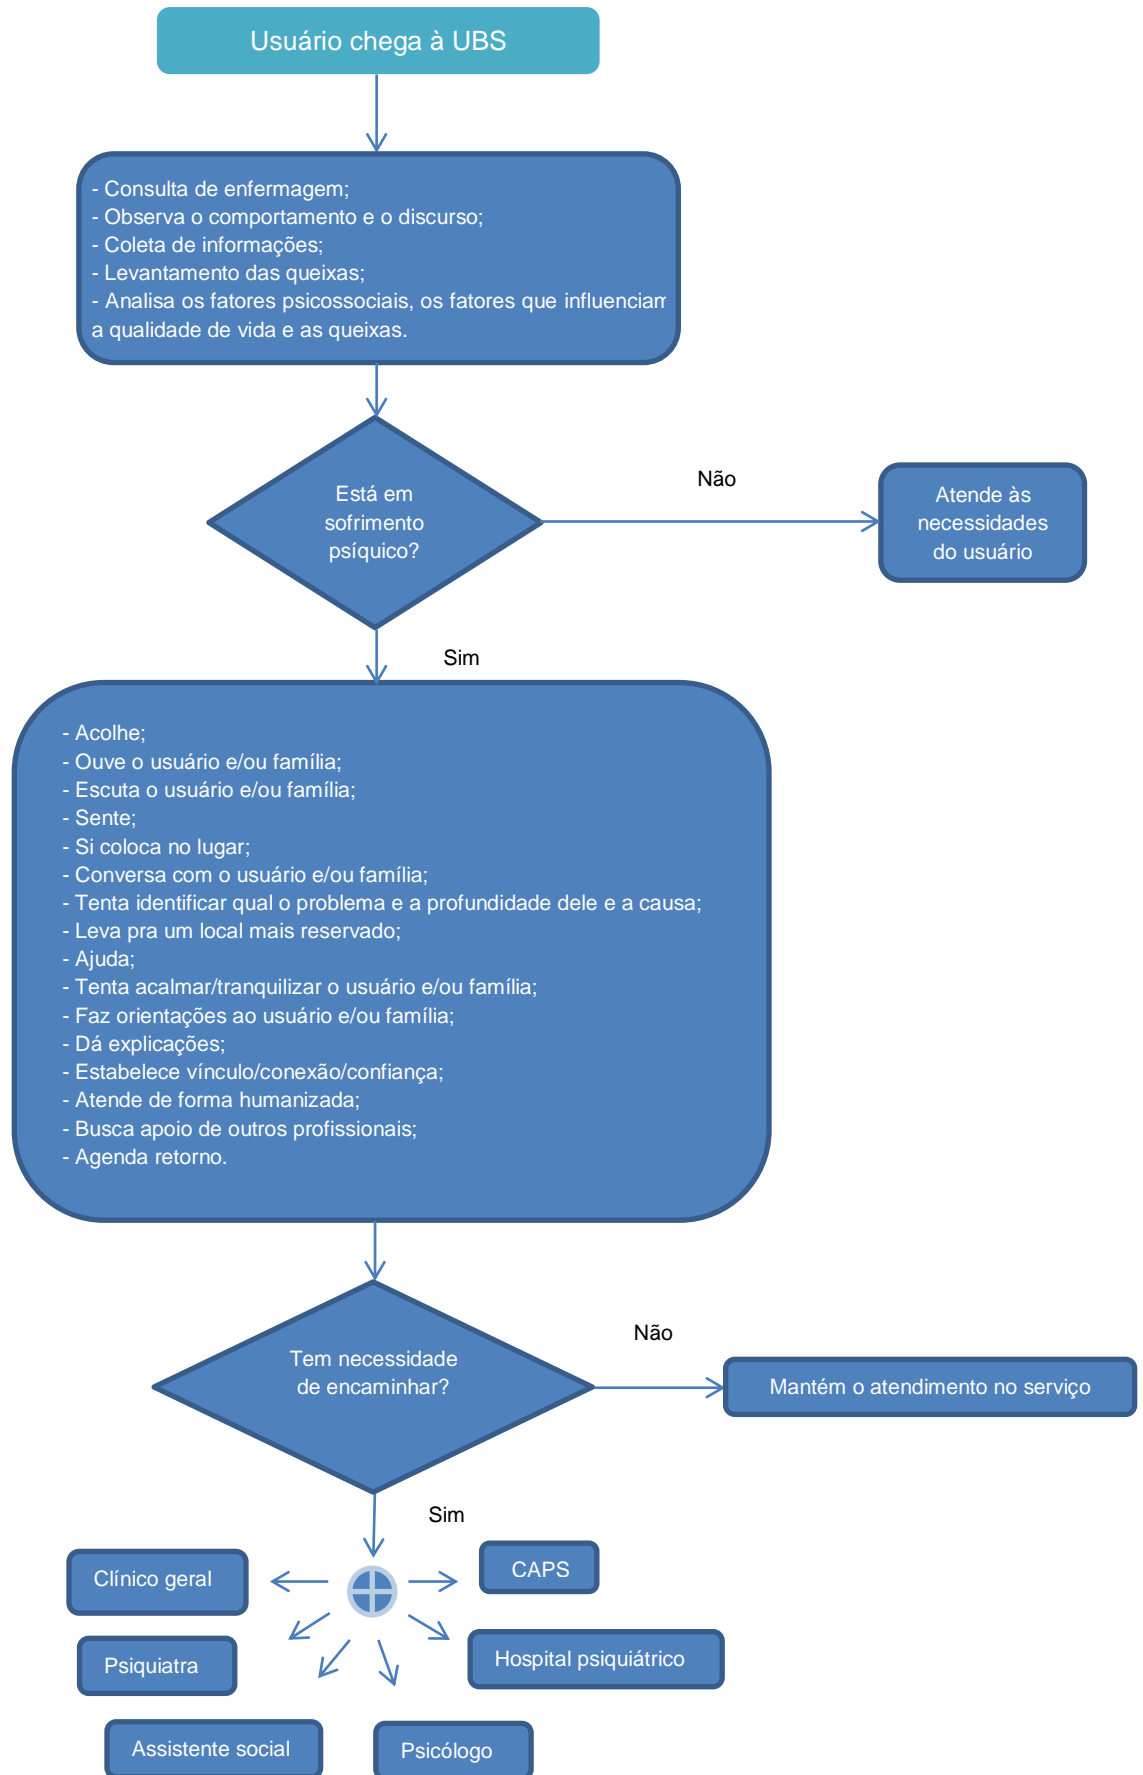 Usuário chega à UBS
- Consulta de enfermagem;
- Observa o comportamento e o discurso;
- Coleta de informações;
- Levantamento das queixas;
- Analisa os fatores psicossociais, os fatores que influenciam
a qualidade de vida e as queixas.
Está em
sofrimento
psíquico?
Não
Atende às
necessidades
do usuário
Sim
- Acolhe;
- Ouve o usuário e/ou família;
- Escuta o usuário e/ou família;
- Sente;
- Si coloca no lugar;
- Conversa com o usuário e/ou família;
- Tenta identificar qual o problema e a profundidade dele e a causa;
- Leva pra um local mais reservado;
- Ajuda;
- Tenta acalmar/tranquilizar o usuário e/ou família;
- Faz orientações ao usuário e/ou família;
- Dá explicações;
- Estabelece vínculo/conexão/confiança;
- Atende de forma humanizada;
- Busca apoio de outros profissionais;
- Agenda retorno.
Tem necessidade
de encaminhar?
Não
Mantém o atendimento no serviço
Sim
Clínico geral
CAPS
Psiquiatra
Hospital psiquiátrico
Assistente social
Psicólogo